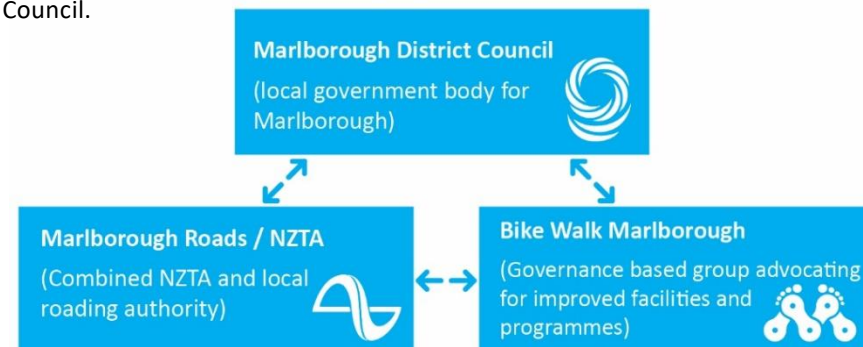 Council.
Marlborough District Council
(local government body for
Marlborough)
Marlborough Roads / NZTA
(Combined NZTA and local
roading authority)
Bike Walk Marlborough
(Governance based group advocating
for improved facilities and
programmes)